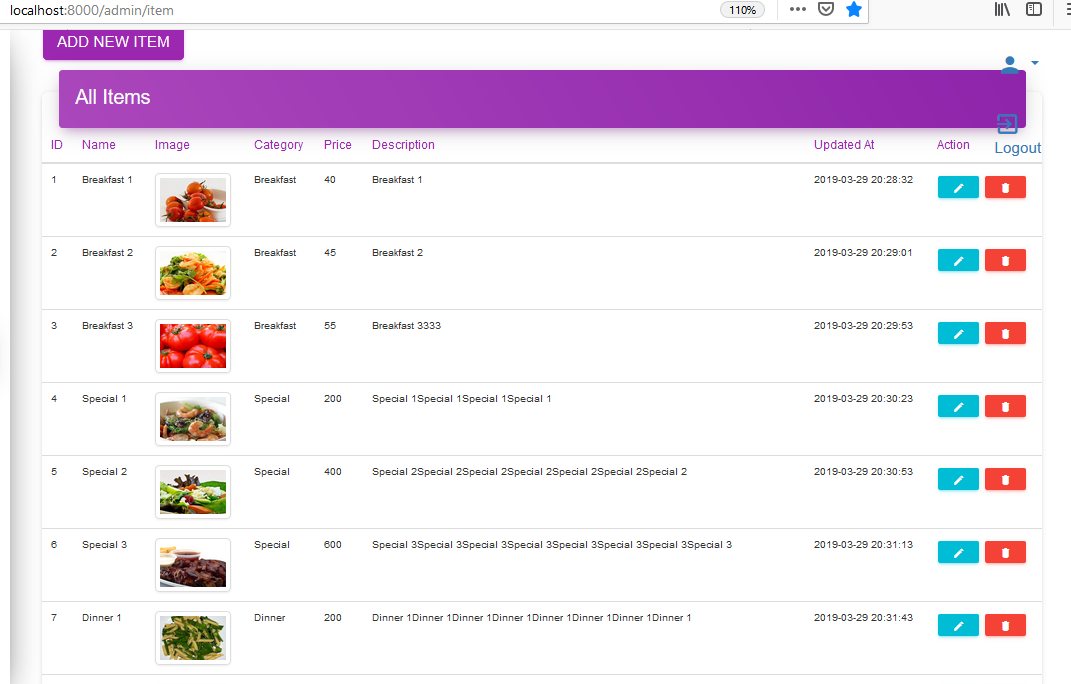 localhost:8000/admin/item 110%
ADD NEW ITEM
All Items
Logout
ID Name Image Category Price Description Updated At Action
1 Breakfast 1 Breakfast 40 Breakfast 1 2019-03-29 20:28:32
2 Breakfast 2 Breakfast 45 Breakfast 2 2019-03-29 20:29:01
3 Breakfast 3 Breakfast 55 Breakfast 3333 2019-03-29 20:29:53
4 Special 1 Special 200 Special 1Special 1Special 1Special 1 2019-03-29 20:30:23
5 Special 2 Special 400 Special 2Special 2Special 2Special 2Special 2Special 2Special 2 2019-03-29 20:30:53
6 Special 3 Special 600 Special 3Special 3Special 3Special 3Special 3Special 3Special 3Special 3 2019-03-29 20:31:13
7 Dinner 1 Dinner 200 Dinner 1Dinner 1Dinner 1Dinner 1Dinner 1Dinner 1Dinner 1Dinner 1 2019-03-29 20:31:43